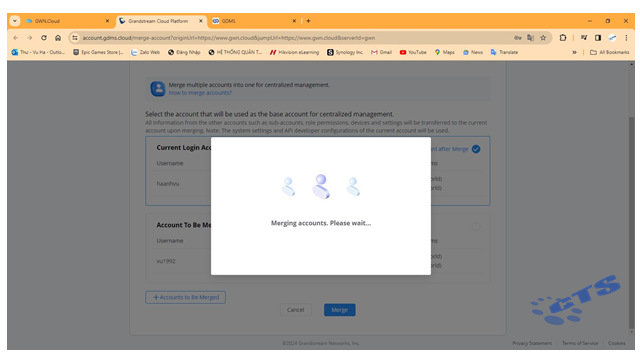 GWN.Cloud
Grandstream Cloud Platform
GDMS
account.gdms.cloud/merge-account?originUrl=https://www.gwn.cloud&jumpUrl=https://www.gwn.cloud&serverId=gwn
Thư - Vu Ha - Outlo...
Epic Games Store |...
Zalo Web
Đăng Nhập
HỆ THỐNG QUẢN T...
Hikvision eLearning
Synology Inc.
Gmail
YouTube
Maps
News
Translate
All Bookmarks
Merge multiple accounts into one for centralized management.
How to merge accounts?
Select the account that will be used as the base account for centralized management.
All information from the other accounts such as sub-accounts, role permissions, devices and settings will be transferred to the current
account upon merging. Note: The system settings and API developer configurations of the current account will be used.
Current Login Acc
nt after Merge
Username
haanhvu
rld)
rld)
Merging accounts. Please wait...
Account To Be Me
Username
vu1992
rld)
rld)
+ Accounts to Be Merged
Cancel
Merge
GTS
©2024 Grandstream Networks, Inc.
Privacy Statement
Terms of Service
Cookies